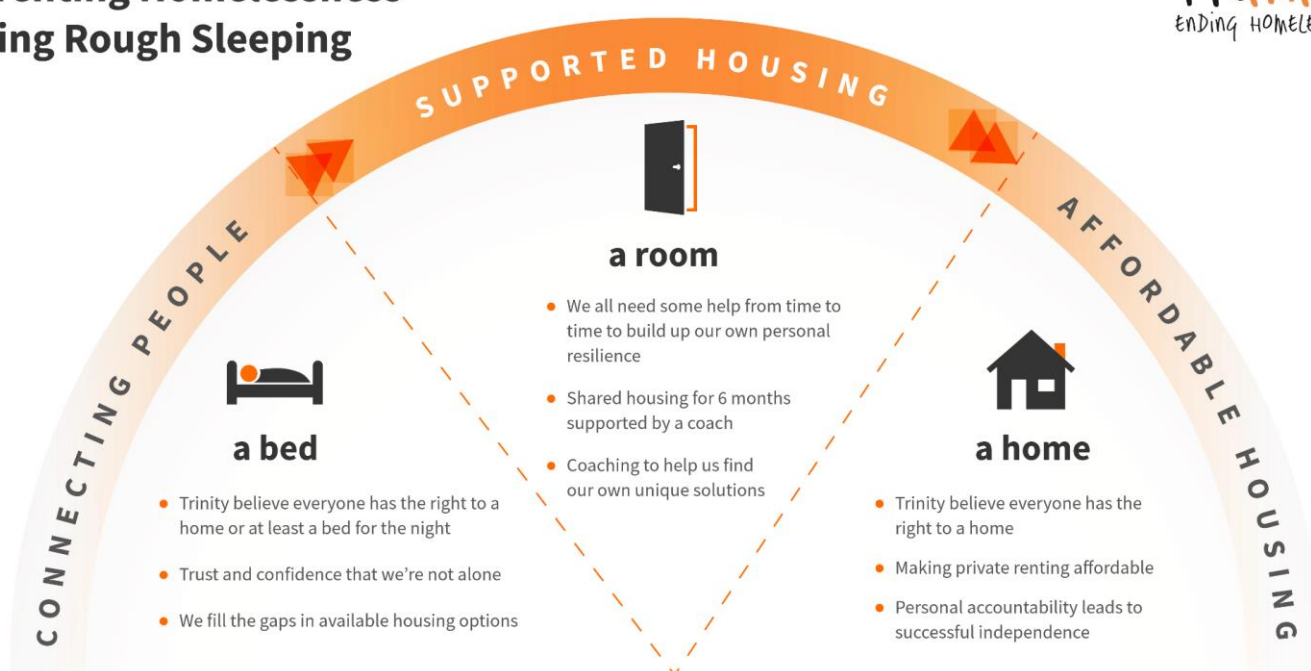 ing Rough Sleeping
ENDing HOMELE
CONNECTING PEOPLE
SUPPORTED HOUSING
AFFORDABLE HOUSING
a bed
• Trinity believe everyone has the right to a
home or at least a bed for the night
• Trust and confidence that we're not alone
• We fill the gaps in available housing options
a room
• We all need some help from time to
time to build up our own personal
resilience
• Shared housing for 6 months
supported by a coach
• Coaching to help us find
our own unique solutions
a home
• Trinity believe everyone has the
right to a home
• Making private renting affordable
• Personal accountability leads to
successful independence